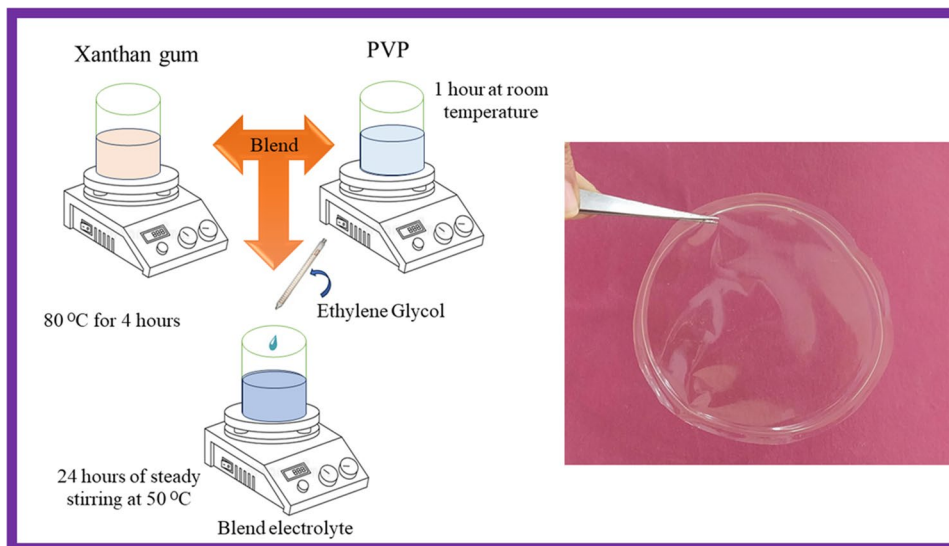 Xanthan gum
PVP
1 hour at room
temperature
Blend
Ethylene Glycol
80 ⁰C for 4 hours
24 hours of steady
stirring at 50 ⁰C
Blend electrolyte